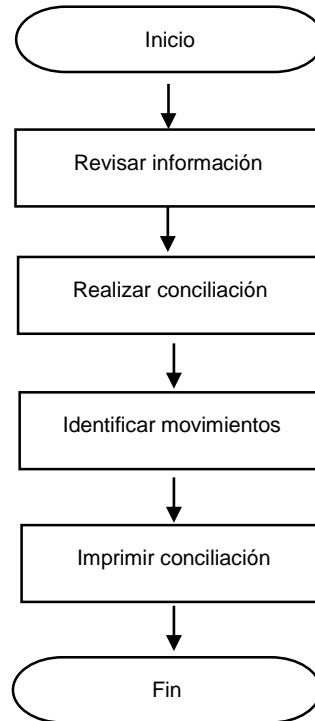 Inicio
Revisar información
Realizar conciliación
Identificar movimientos
Imprimir conciliación
Fin